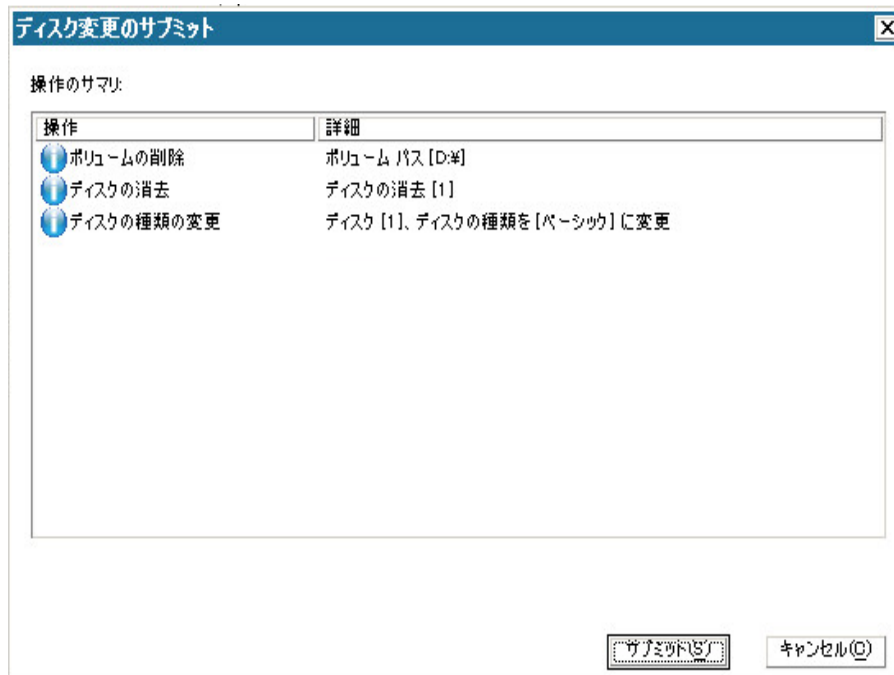 ディスク変更のサブミット
操作のサマリ:
操作 詳細
ボリュームの削除 ボリューム パス [D:¥]
ディスクの消去 ディスクの消去 [1]
ディスクの種類の変更 ディスク [1]、ディスクの種類を [ベーシック] に変更
サブミット(S) キャンセル(C)